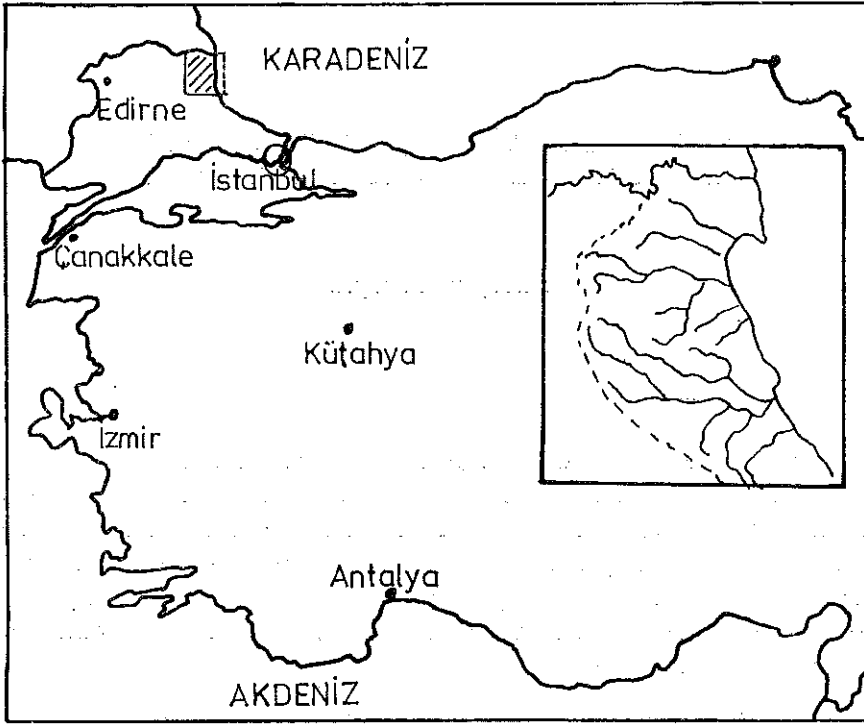 KARADENİZ
Edirne
İstanbul
Çanakkale
Kütahya
İzmir
Antalya
AKDENİZ